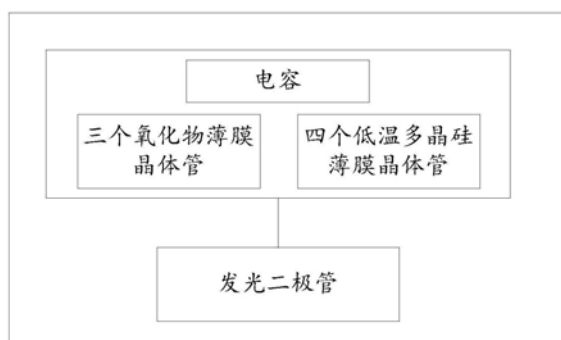 电容
三个氧化物薄膜
晶体管
四个低温多晶硅
薄膜晶体管
发光二极管